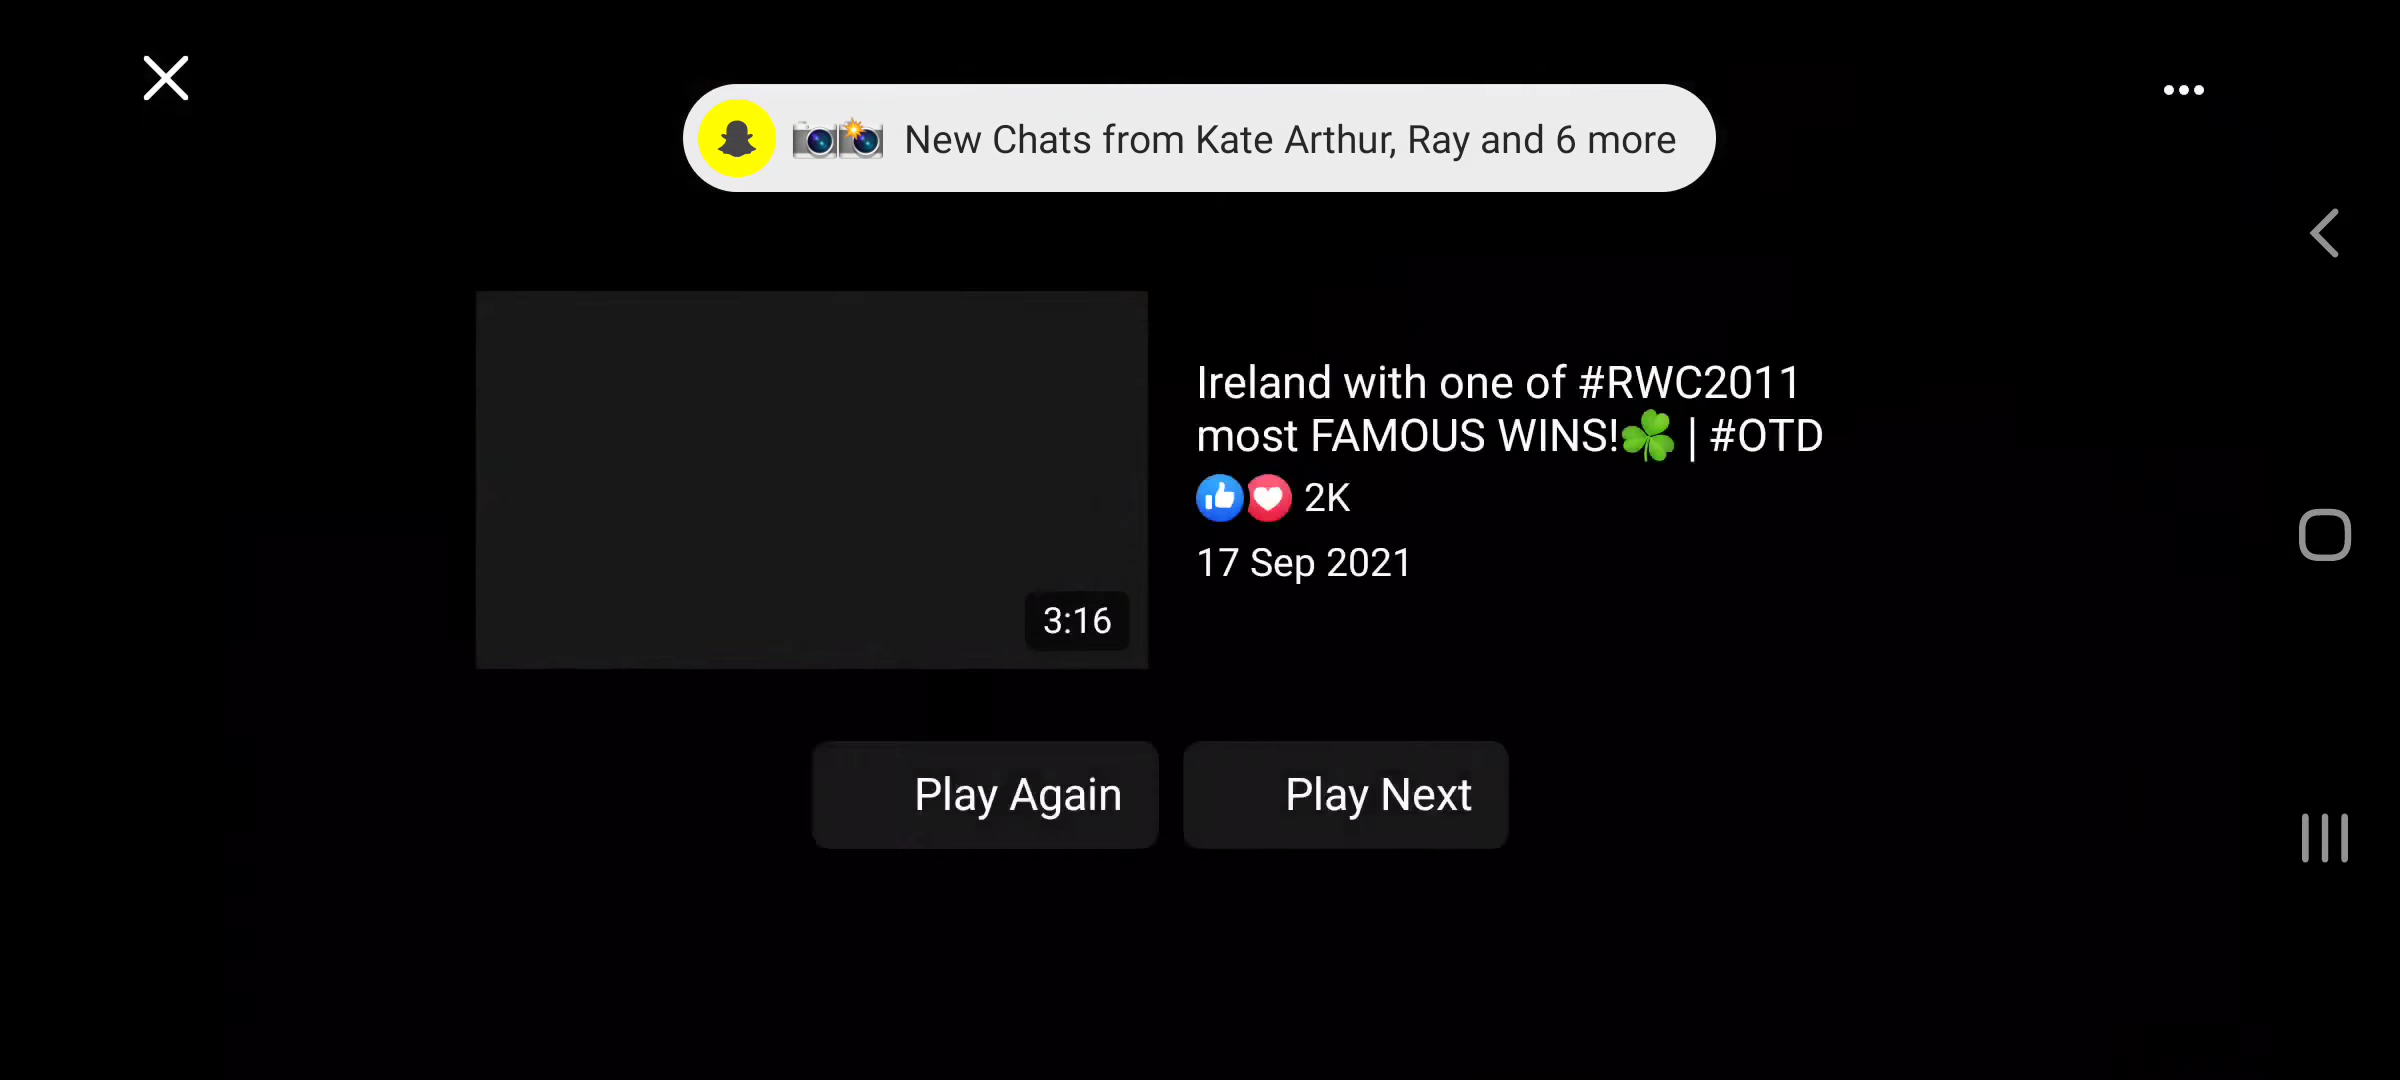 New Chats from Kate Arthur, Ray and 6 more
Ireland with one of #RWC2011
most FAMOUS WINS!☘️ | #OTD
2K
17 Sep 2021
3:16
Play Again
Play Next